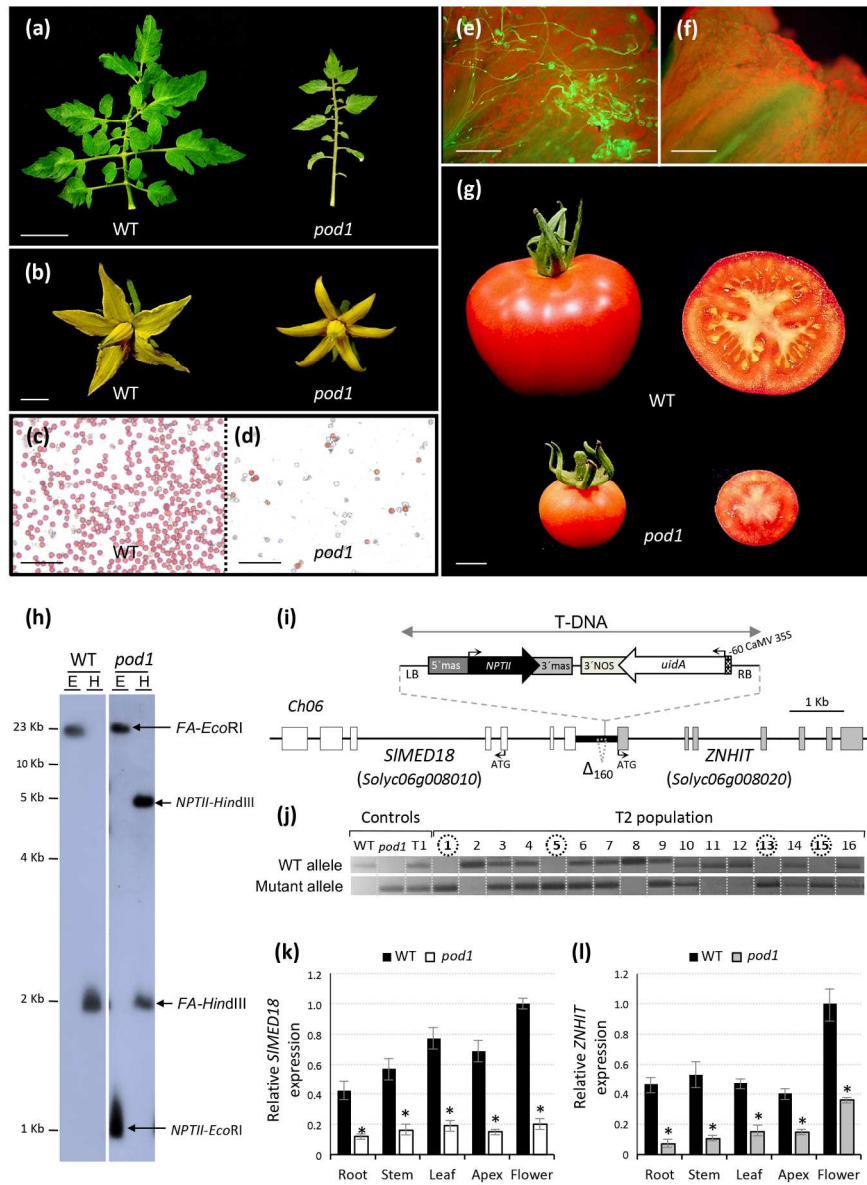 (a)
WT
pod1
(b)
WT
pod1
(c)
WT
(d)
pod1
(e)
(f)
(g)
WT
pod1
(h)
WT pod1
E H E H
23 Kb
10 Kb
5 Kb
4 Kb
2 Kb
1 Kb
FA-EcoRI
NPTII-HindIII
FA-HindIII
NPTII-EcoRI
(i)
T-DNA
-60 CaMV 35S
5´mas NPTII 3´mas 3´NOS uidA
LB RB
Ch06
1 Kb
SlMED18
(Solyc06g008010)
ATG
Δ160
ATG
ZNHIT
(Solyc06g008020)
(j)
Controls T2 population
WT pod1 T1 1 2 3 4 5 6 7 8 9 10 11 12 13 14 15 16
WT allele
Mutant allele
(k)
WT pod1
Relative SlMED18
expression
1.2
1.0
0.8
0.6
0.4
0.2
0
* * * * *
Root Stem Leaf Apex Flower
(l)
WT pod1
Relative ZNHIT
expression
1.2
1.0
0.8
0.6
0.4
0.2
0
* * * * *
Root Stem Leaf Apex Flower